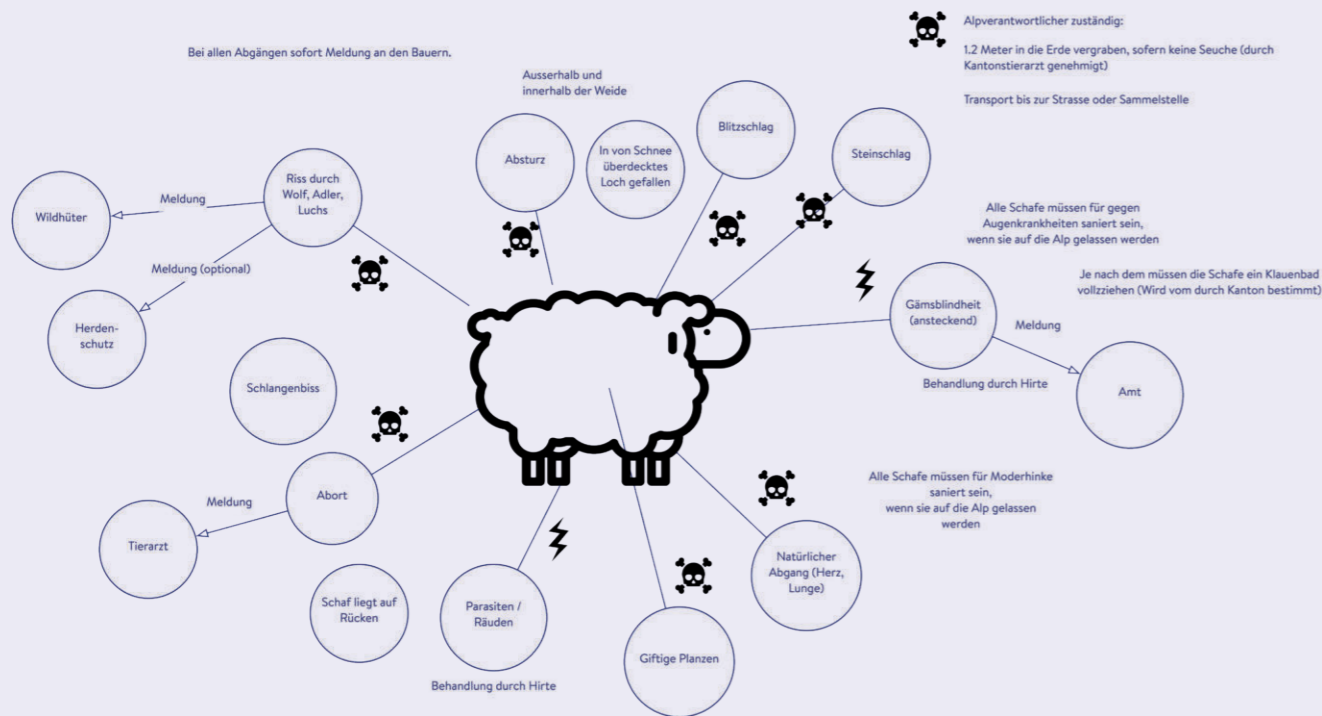 Alpverantwortlicher zuständig:
1.2 Meter in die Erde vergraben, sofern keine Seuche (durch
Kantonstierarzt genehmigt)
Transport bis zur Strasse oder Sammelstelle
Bei allen Abgängen sofort Meldung an den Bauern.
Ausserhalb und
innerhalb der Weide
Absturz
In von Schnee
überdecktes
Loch gefallen
Blitzschlag
Steinschlag
Riss durch
Wolf, Adler,
Luchs
Meldung
Wildhüter
Meldung (optional)
Herden-
schutz
Alle Schafe müssen für gegen
Augenkrankheiten saniert sein,
wenn sie auf die Alp gelassen werden
Je nach dem müssen die Schafe ein Klauenbad
vollzziehen (Wird vom durch Kanton bestimmt)
Gämsblindheit
(ansteckend)
Meldung
Behandlung durch Hirte
Amt
Schlangenbiss
Abort
Meldung
Tierarzt
Alle Schafe müssen für Moderhinke
saniert sein,
wenn sie auf die Alp gelassen
werden
Natürlicher
Abgang (Herz,
Lunge)
Schaf liegt auf
Rücken
Parasiten /
Räuden
Behandlung durch Hirte
Giftige Planzen